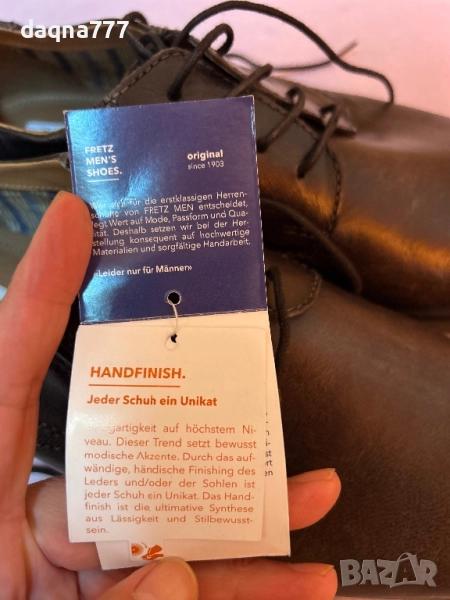 daqna777
FRETZ
MEN'S
SHOES.
original
since 1903
für die erstklassigen Herren-
von FRETZ MEN entscheidet,
legt Wert auf Mode, Passform und Qua-
lität. Deshalb setzen wir bei der Her-
stellung konsequent auf hochwertige
Materialien und sorgfältige Handarbeit.
«Leider nur für Männer»
HANDFINISH.
Jeder Schuh ein Unikat
auf höchstem Ni-
veau. Dieser Trend setzt bewusst
modische Akzente. Durch das auf-
wändige, händische Finishing des
Leders und/oder der Sohlen ist
jeder Schuh ein Unikat. Das Hand-
finish ist die ultimative Synthese
aus Lässigkeit und Stilbewusst-
sein.
BAZAR